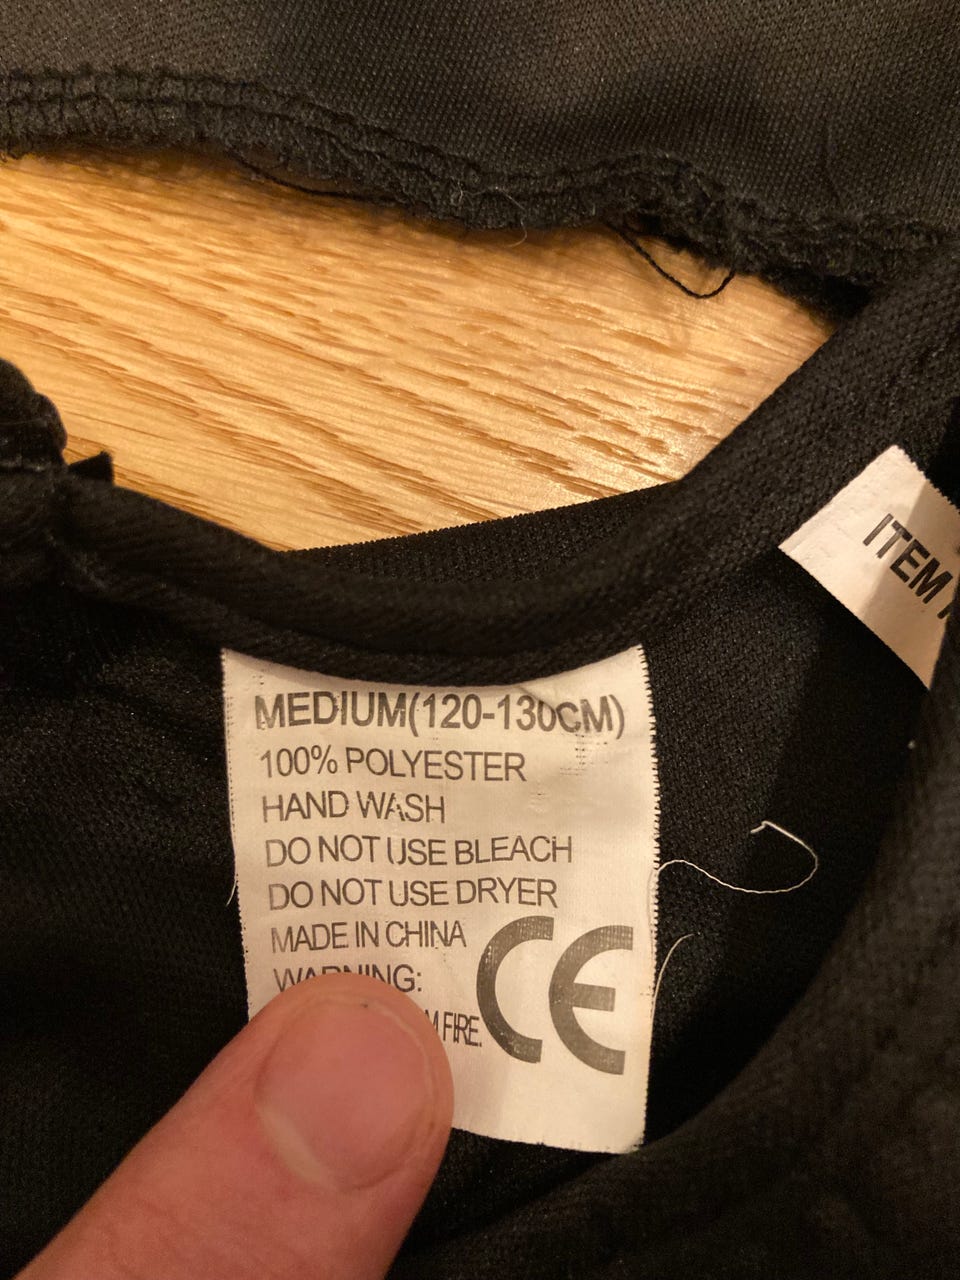 MEDIUM(120-130CM)
100% POLYESTER
HAND WASH
DO NOT USE BLEACH
DO NOT USE DRYER
MADE IN CHINA
WARNING:
FIRE.
CE
ITEM